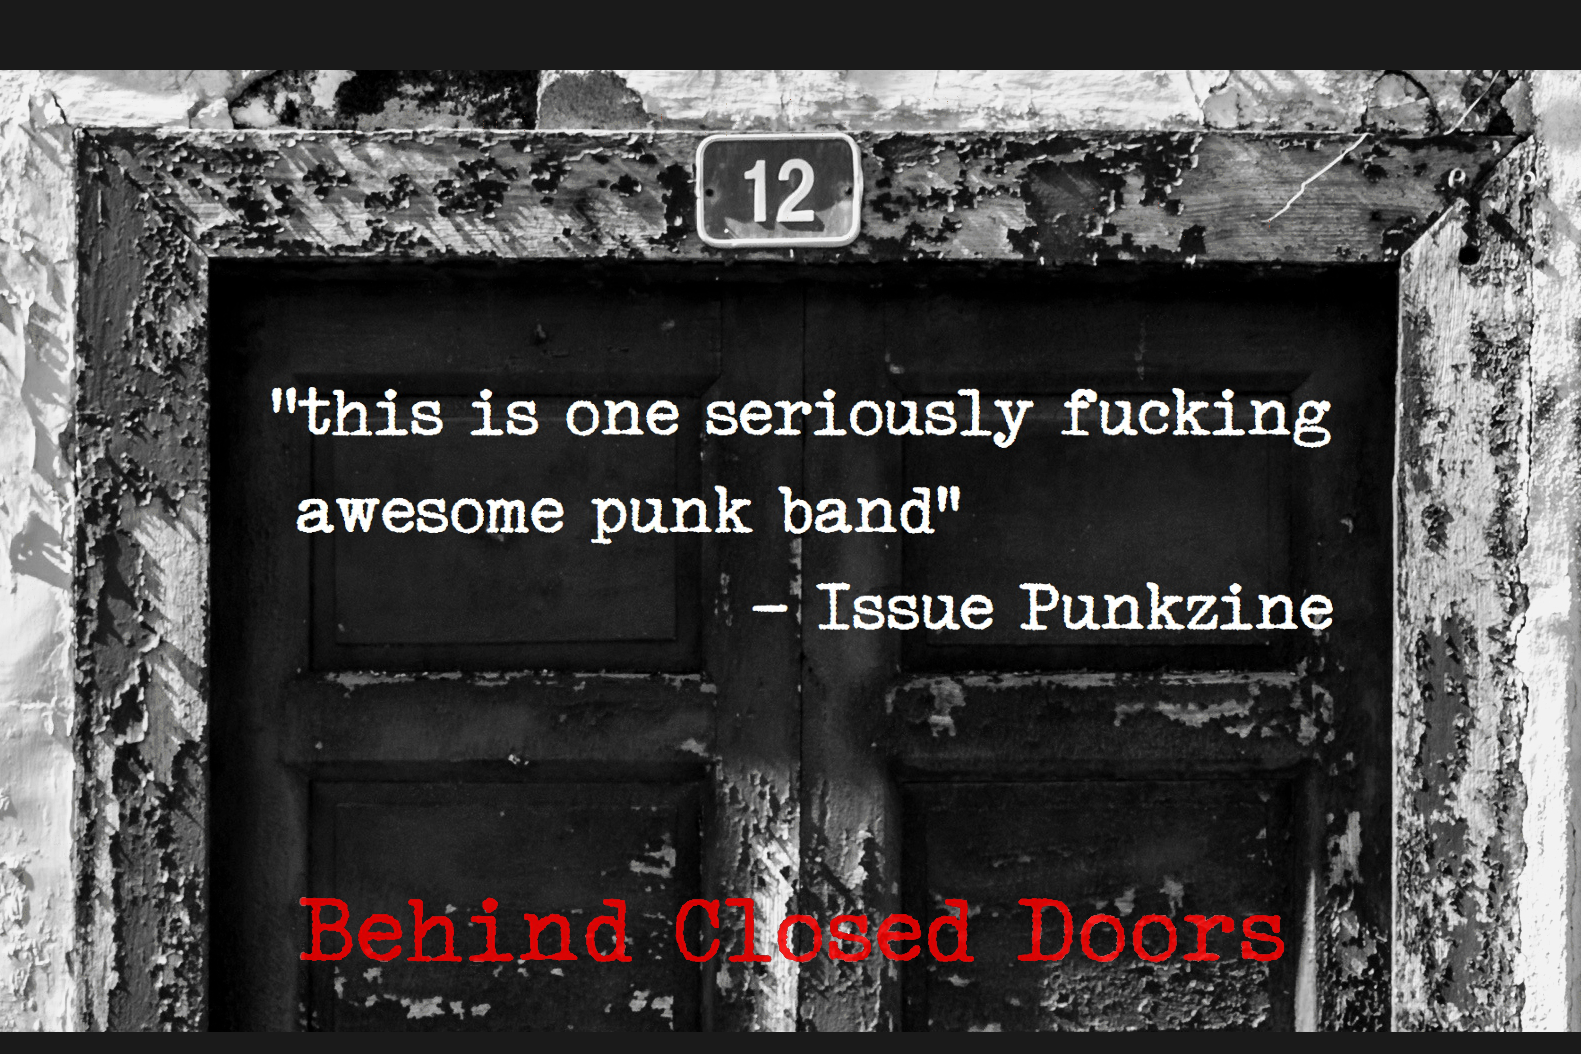 12
"this is one seriously fucking
awesome punk band"
- Issue Punkzine
Behind Closed Doors